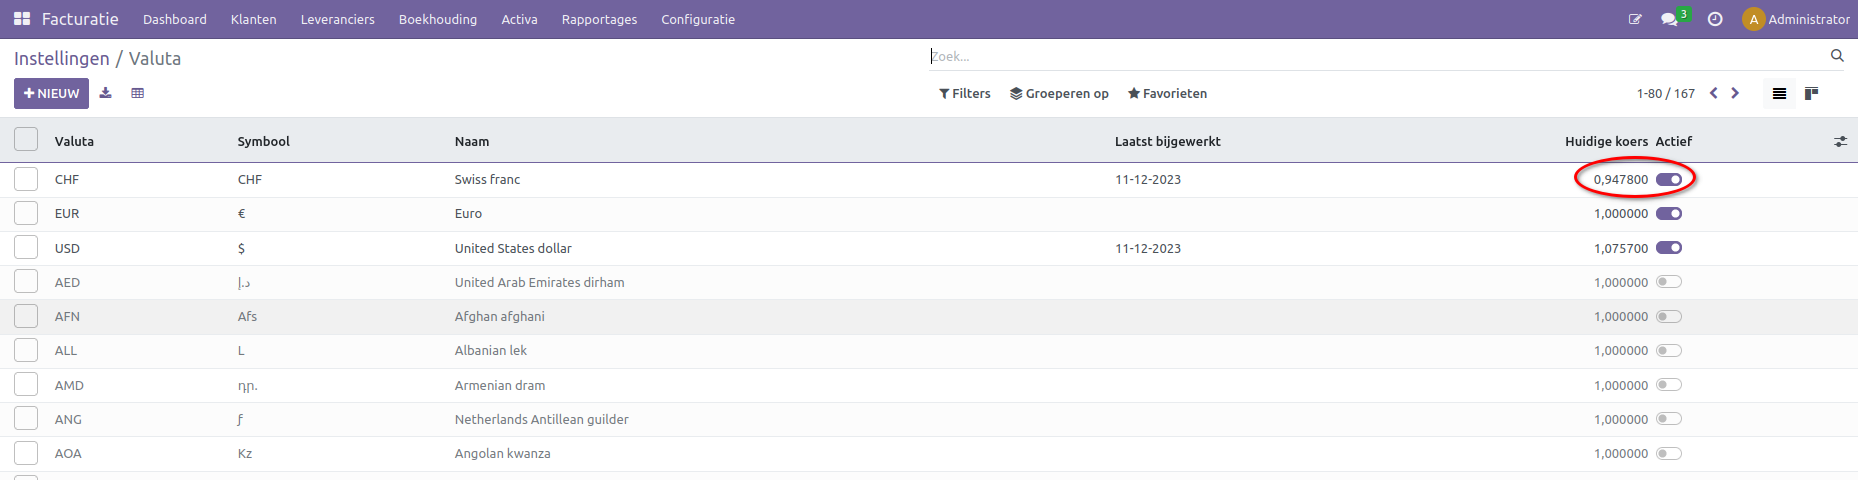 Facturatie Dashboard Klanten Leveranciers Boekhouding Activa Rapportages Configuratie 3 A Administrator
Instellingen / Valuta Zoek...
NIEUW Filters Groeperen op Favorieten 1-80 / 167
Valuta Symbool Naam Laatst bijgewerkt Huidige koers Actief
CHF CHF Swiss franc 11-12-2023 0,947800
EUR € Euro 1,000000
USD $ United States dollar 11-12-2023 1,075700
AED د.إ United Arab Emirates dirham 1,000000
AFN Afs Afghan afghani 1,000000
ALL L Albanian lek 1,000000
AMD դր. Armenian dram 1,000000
ANG ƒ Netherlands Antillean guilder 1,000000
AOA Kz Angolan kwanza 1,000000